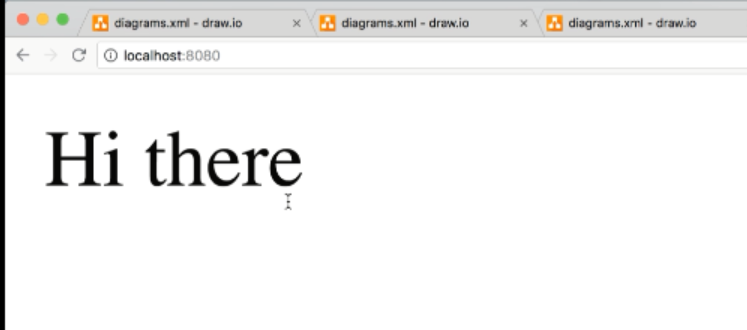 diagrams.xml - draw.io
diagrams.xml - draw.io
diagrams.xml - draw.io
localhost:8080
Hi there